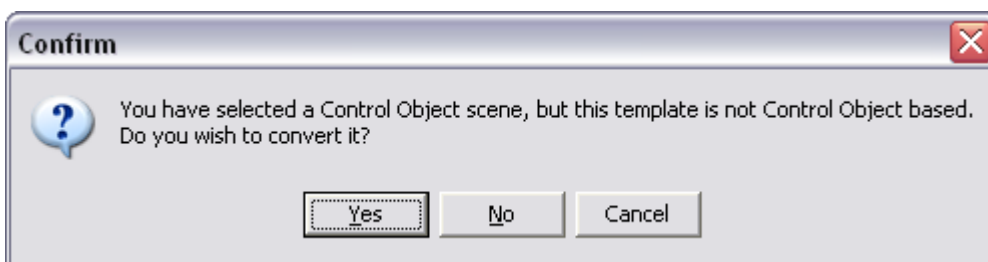 Confirm
You have selected a Control Object scene, but this template is not Control Object based.
Do you wish to convert it?
Yes
No
Cancel